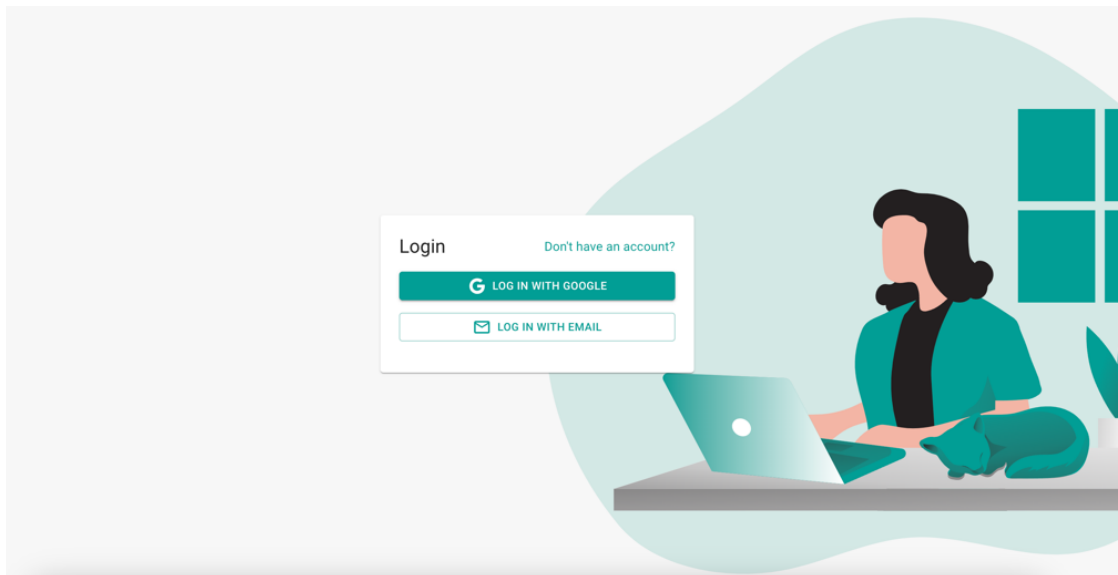 Login
Don't have an account?
LOG IN WITH GOOGLE
LOG IN WITH EMAIL